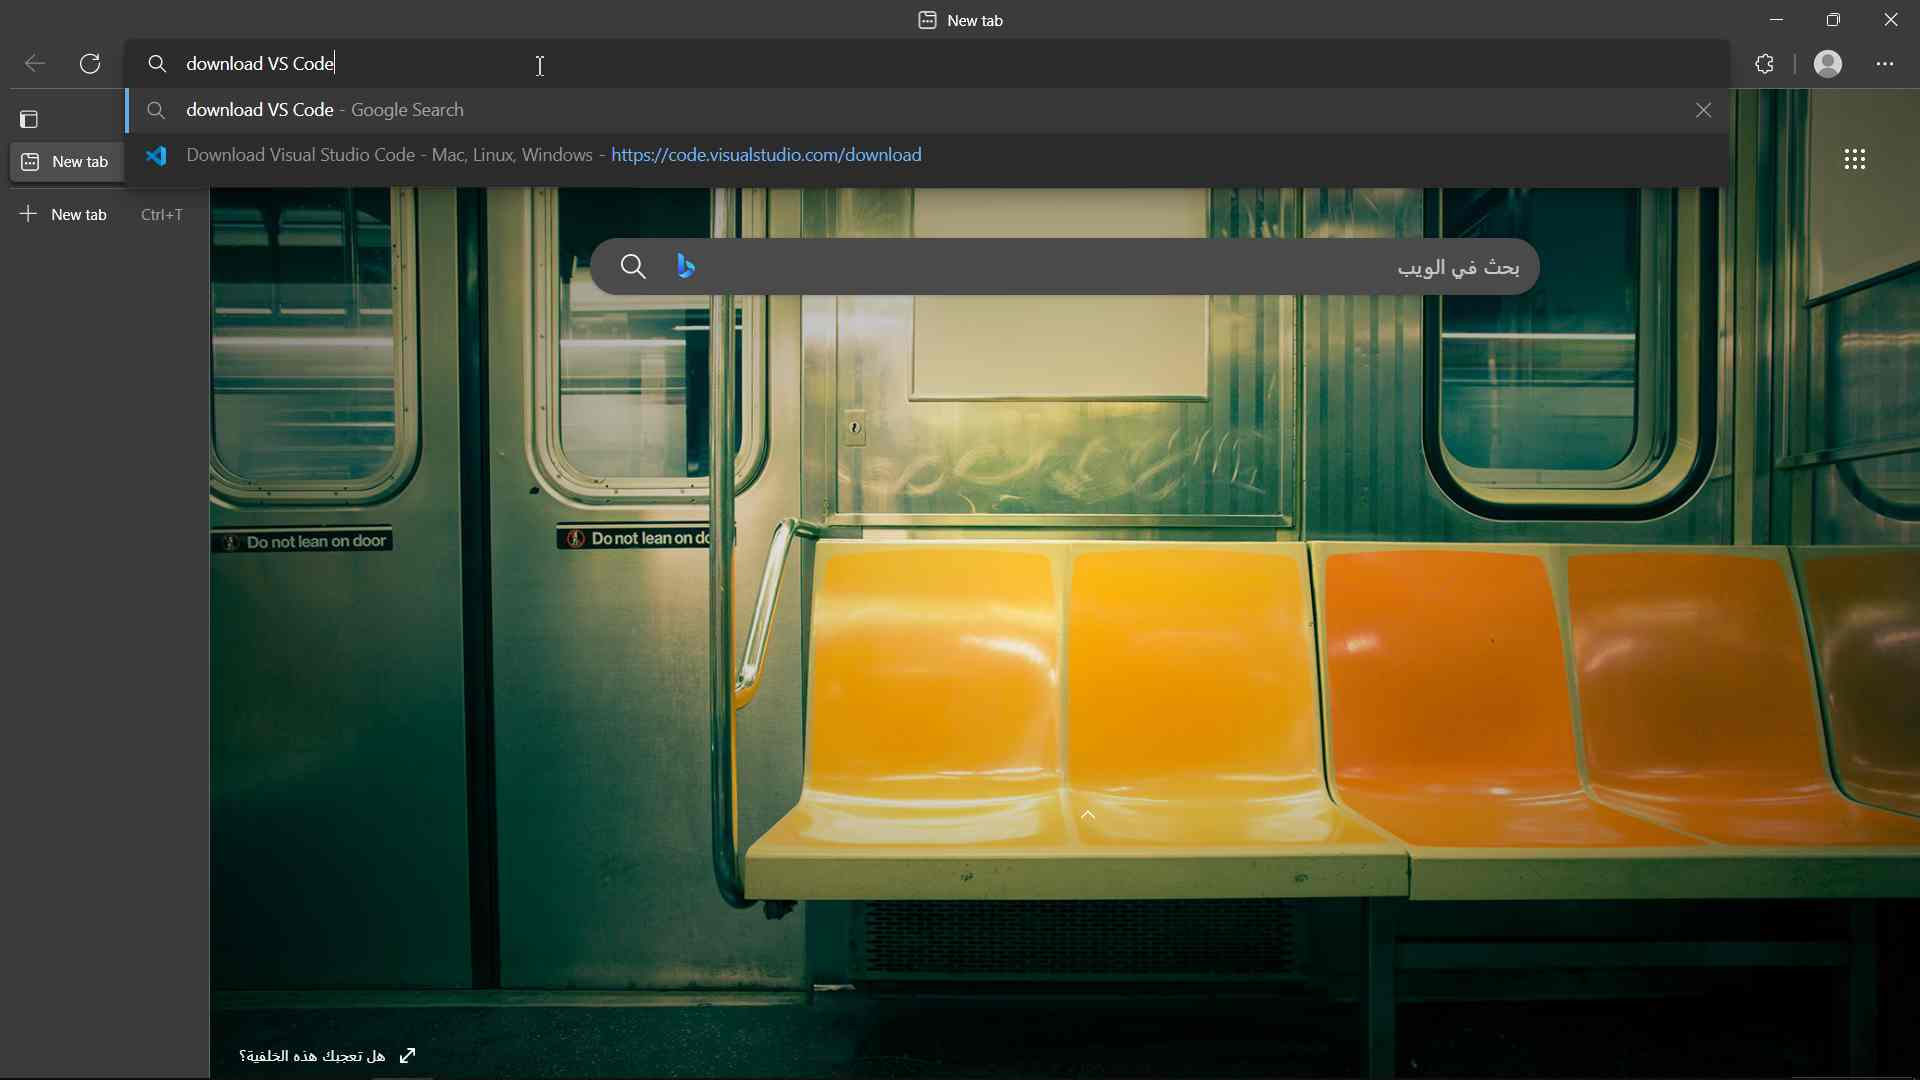 New tab
download VS Code
download VS Code - Google Search
Download Visual Studio Code - Mac, Linux, Windows - https://code.visualstudio.com/download
New tab
New tab Ctrl+T
بحث في الويب
Do not lean on door
Do not lean on do
هل تعجبك هذه الخلفية؟